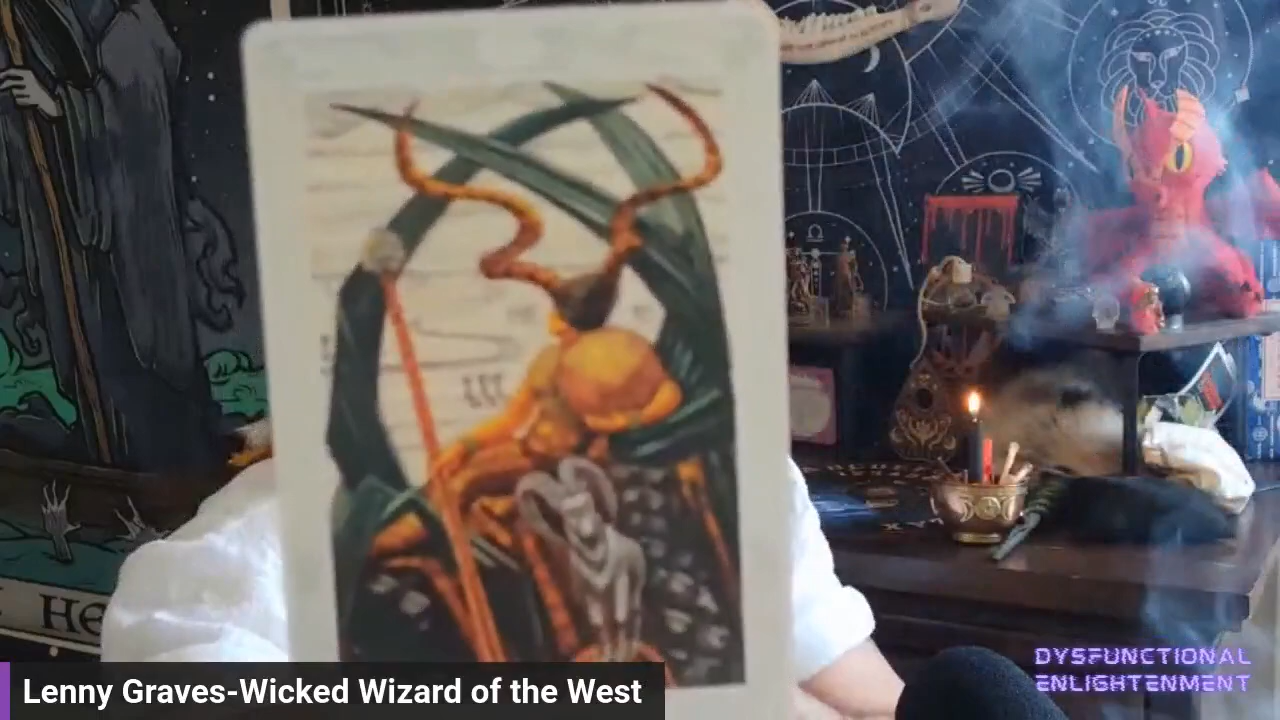 Lenny Graves-Wicked Wizard of the West
DYSFUNCTIONAL
ENLIGHTENMENT
HE